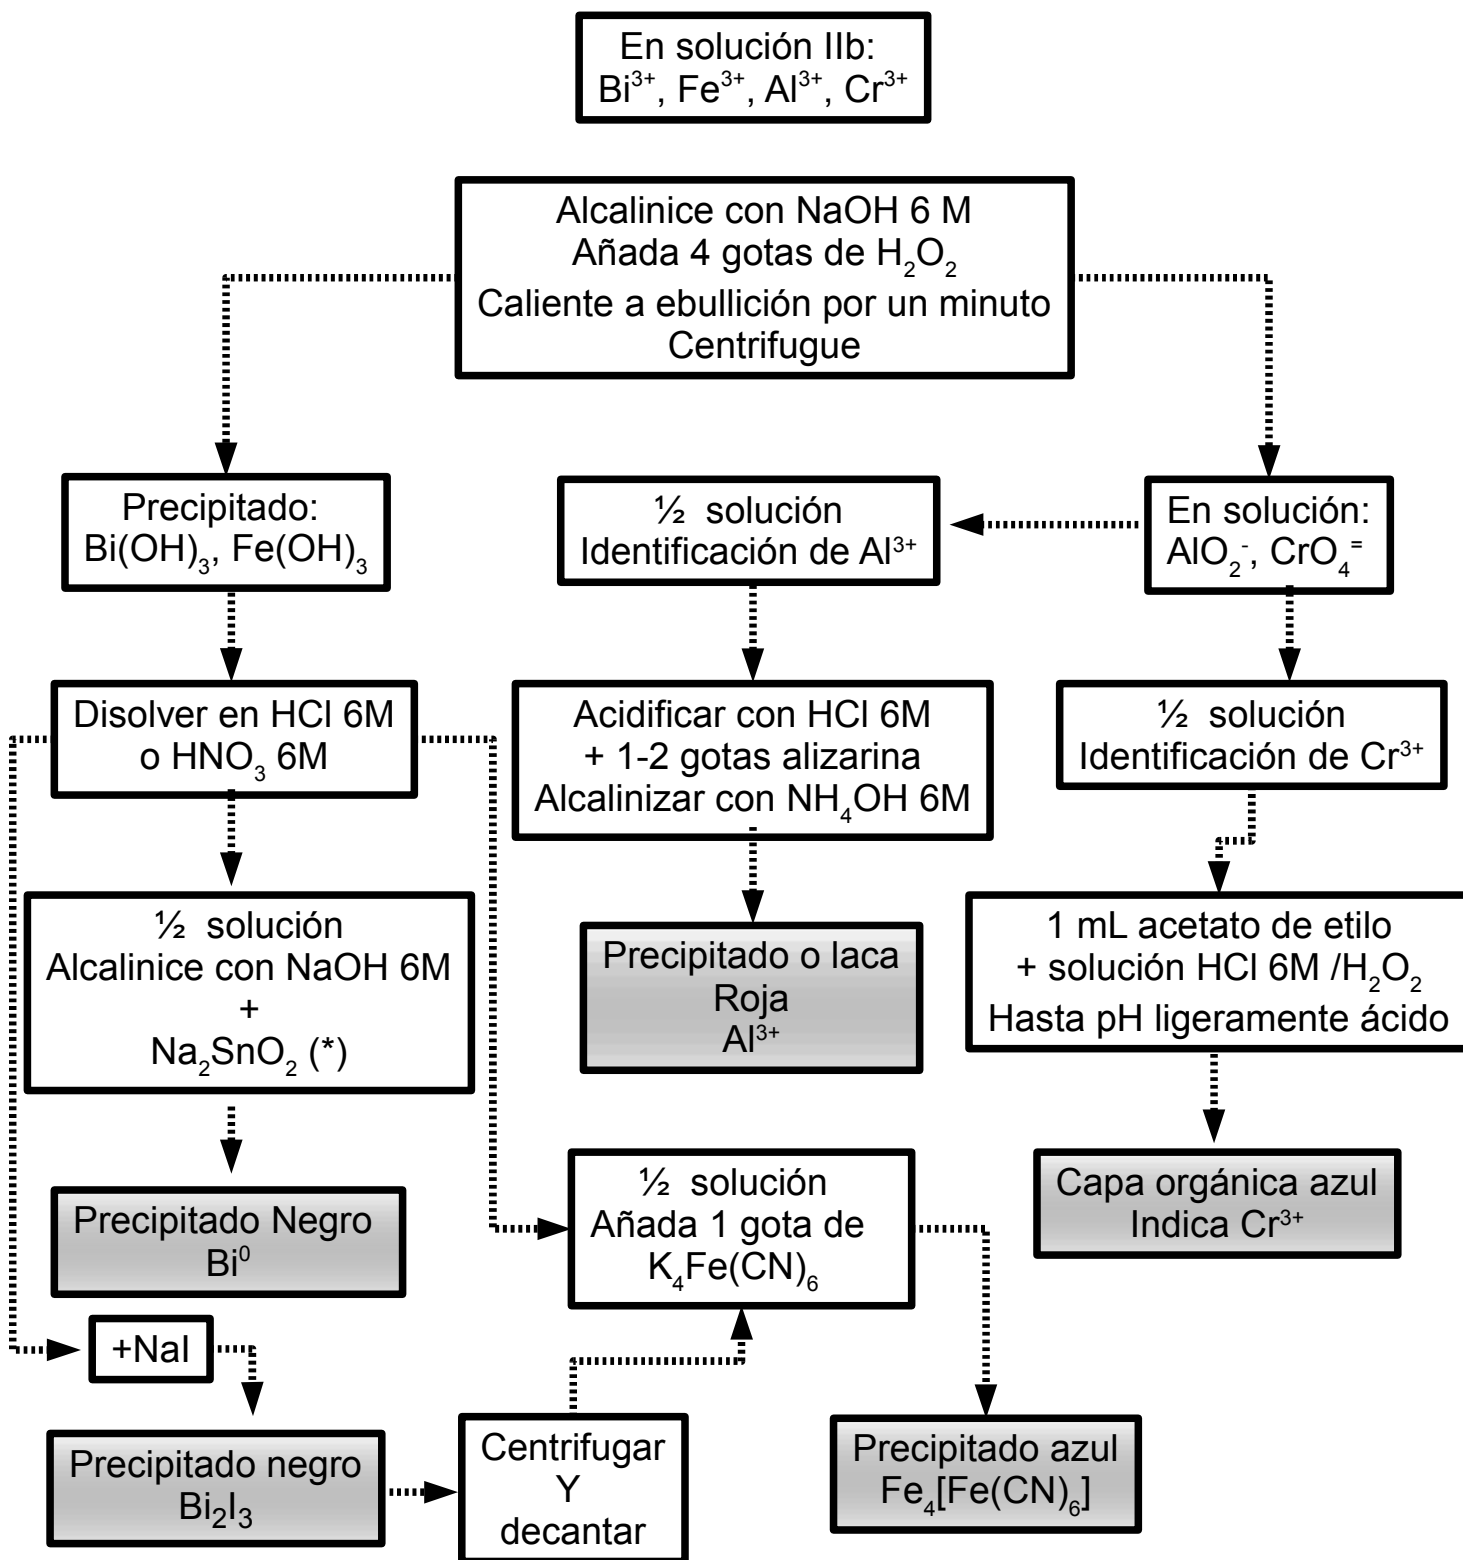 En solución IIb:
Bi³⁺, Fe³⁺, Al³⁺, Cr³⁺
Alcalinice con NaOH 6 M
Añada 4 gotas de H₂O₂
Caliente a ebullición por un minuto
Centrifugue
Precipitado:
Bi(OH)₃, Fe(OH)₃
½ solución
Identificación de Al³⁺
En solución:
AlO₂⁻, CrO₄⁼
Disolver en HCl 6M
o HNO₃ 6M
Acidificar con HCl 6M
+ 1-2 gotas alizarina
Alcalinizar con NH₄OH 6M
½ solución
Identificación de Cr³⁺
½ solución
Alcalinice con NaOH 6M
+
Na₂SnO₂ (*)
Precipitado o laca
Roja
Al³⁺
1 mL acetato de etilo
+ solución HCl 6M /H₂O₂
Hasta pH ligeramente ácido
Precipitado Negro
Bi⁰
½ solución
Añada 1 gota de
K₄Fe(CN)₆
Capa orgánica azul
Indica Cr³⁺
+NaI
Precipitado negro
Bi₂I₃
Centrifugar
Y
decantar
Precipitado azul
Fe₄[Fe(CN)₆]